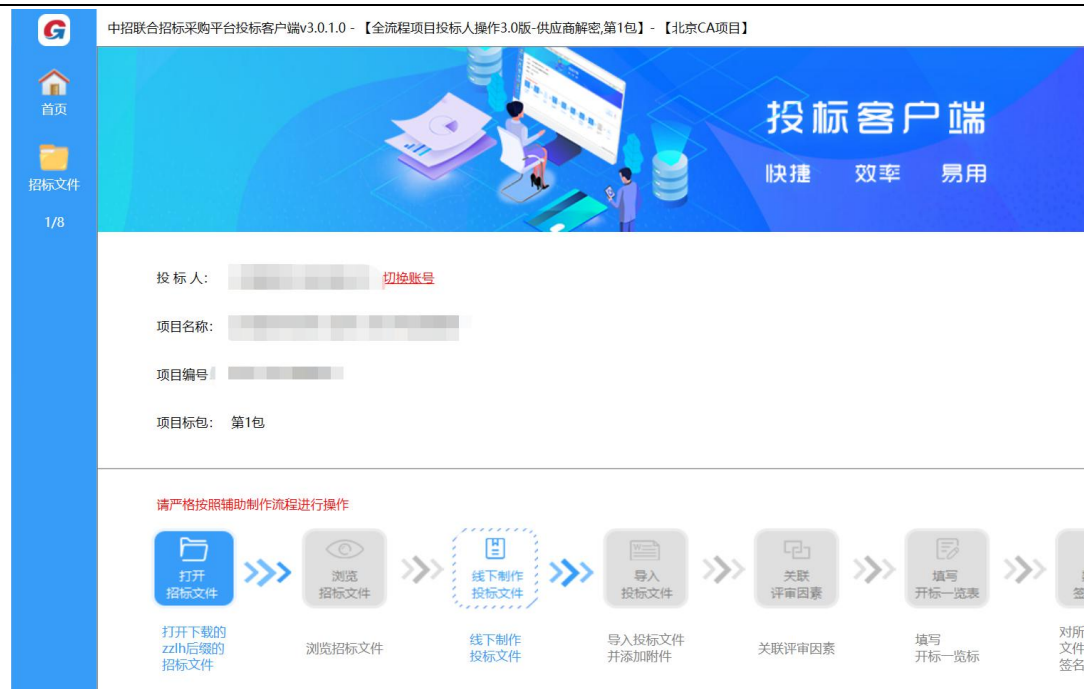 中招联合招标采购平台投标客户端v3.0.1.0 - 【全流程项目投标人操作3.0版-供应商解密,第1包】 - 【北京CA项目】
首页
招标文件
1/8
投标客户端
快捷 效率 易用
投 标 人： 切换账号
项目名称：
项目编号
项目标包： 第1包
请严格按照辅助制作流程进行操作
打开
招标文件
浏览
招标文件
线下制作
投标文件
导入
投标文件
关联
评审因素
填写
开标一览表
签
打开下载的
zzlh后缀的
招标文件
浏览招标文件
线下制作
投标文件
导入投标文件
并添加附件
关联评审因素
填写
开标一览标
对所
文件
签名